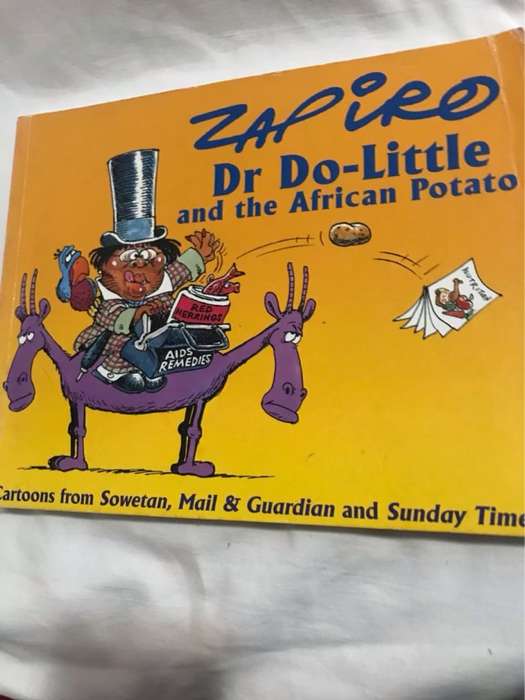 ZAPIRO
Dr Do-Little
and the African Potato
NUTRITION
RED
HERRINGS
AIDS
REMEDIES
Cartoons from Sowetan, Mail & Guardian and Sunday Time